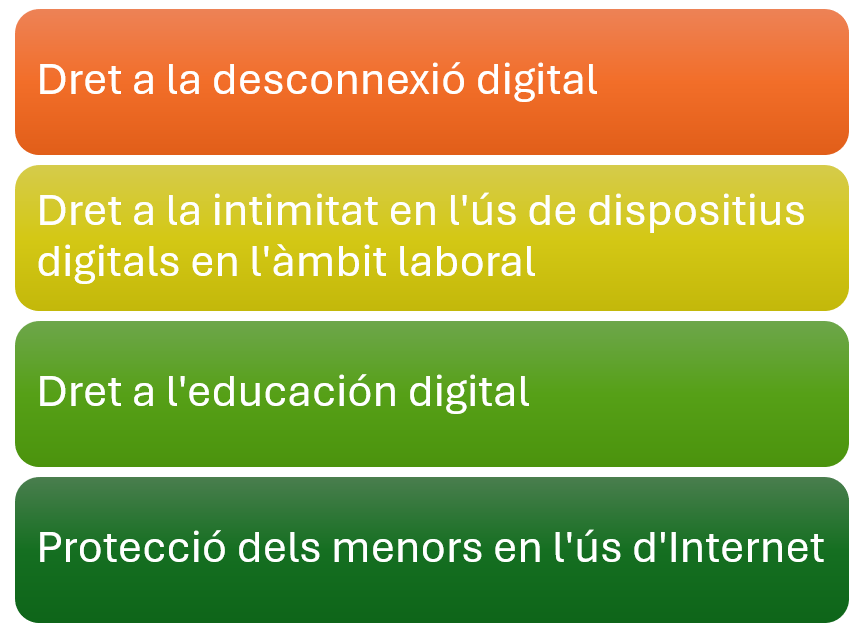 Dret a la desconnexió digital
Dret a la intimitat en l'ús de dispositius
digitals en l'àmbit laboral
Dret a l'educación digital
Protecció dels menors en l'ús d'Internet